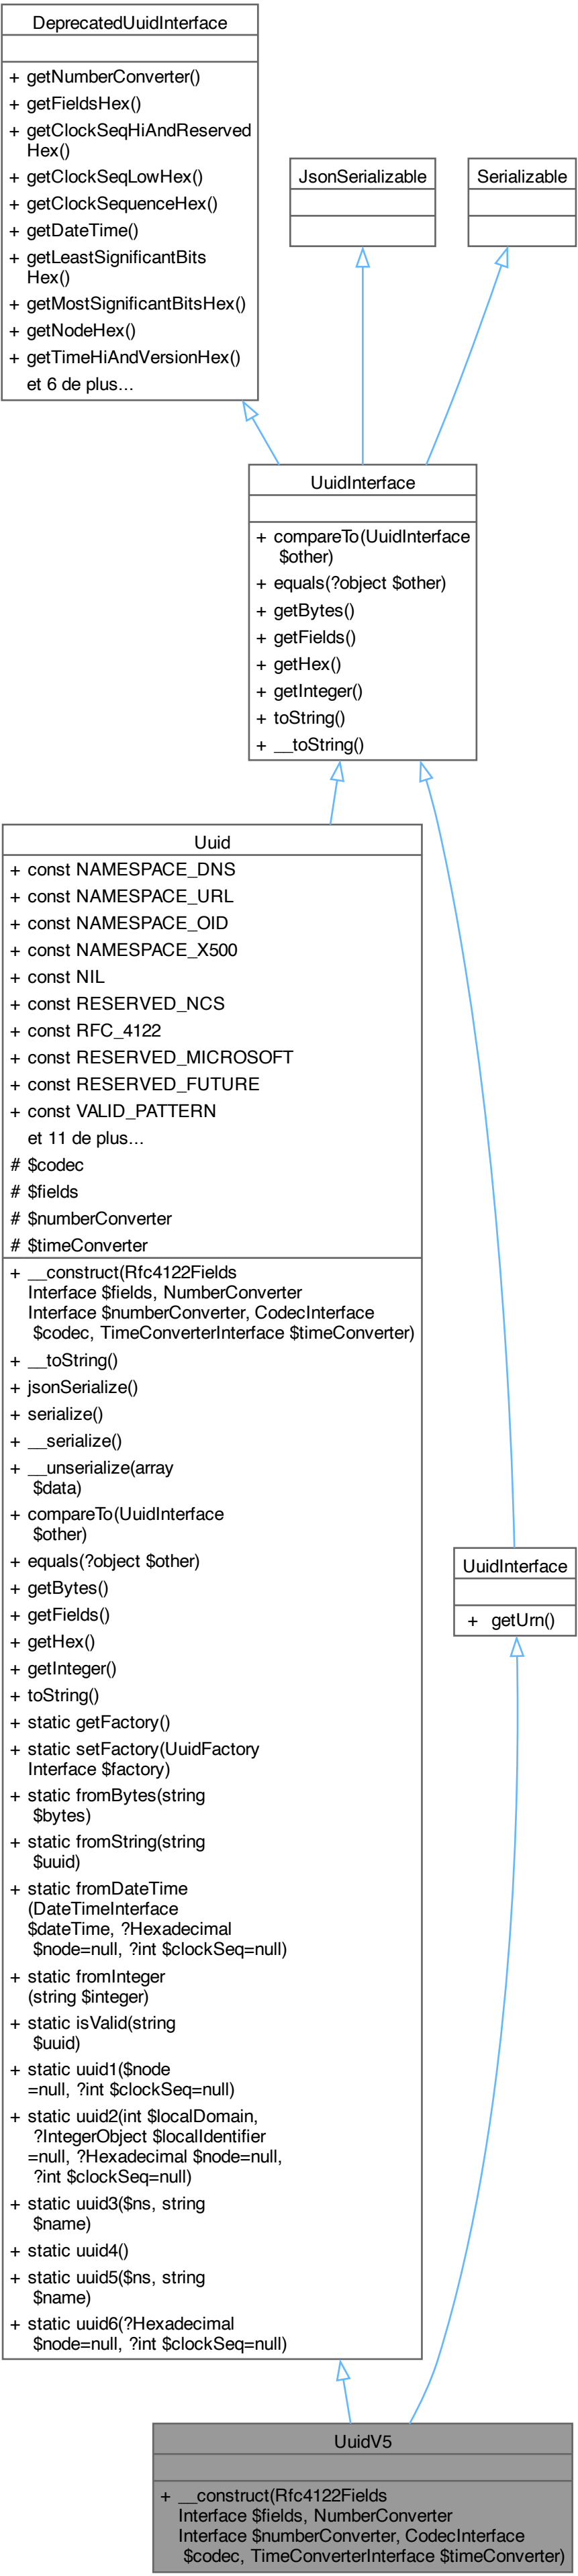 DeprecatedUuidInterface
+ getNumberConverter()
+ getFieldsHex()
+ getClockSeqHiAndReserved
Hex()
+ getClockSeqLowHex()
+ getClockSequenceHex()
+ getDateTime()
+ getLeastSignificantBits
Hex()
+ getMostSignificantBitsHex()
+ getNodeHex()
+ getTimeHiAndVersionHex()
et 6 de plus...
JsonSerializable
Serializable
UuidInterface
+ compareTo(UuidInterface
$other)
+ equals(?object $other)
+ getBytes()
+ getFields()
+ getHex()
+ getInteger()
+ toString()
+ __toString()
Uuid
+ const NAMESPACE_DNS
+ const NAMESPACE_URL
+ const NAMESPACE_OID
+ const NAMESPACE_X500
+ const NIL
+ const RESERVED_NCS
+ const RFC_4122
+ const RESERVED_MICROSOFT
+ const RESERVED_FUTURE
+ const VALID_PATTERN
et 11 de plus...
# $codec
# $fields
# $numberConverter
# $timeConverter
+ __construct(Rfc4122Fields
Interface $fields, NumberConverter
Interface $numberConverter, CodecInterface
$codec, TimeConverterInterface $timeConverter)
+ __toString()
+ jsonSerialize()
+ serialize()
+ __serialize()
+ __unserialize(array
$data)
+ compareTo(UuidInterface
$other)
+ equals(?object $other)
+ getBytes()
+ getFields()
+ getHex()
+ getInteger()
+ toString()
+ static getFactory()
+ static setFactory(UuidFactory
Interface $factory)
+ static fromBytes(string
$bytes)
+ static fromString(string
$uuid)
+ static fromDateTime
(DateTimeInterface
$dateTime, ?Hexadecimal
$node=null, ?int $clockSeq=null)
+ static fromInteger
(string $integer)
+ static isValid(string
$uuid)
+ static uuid1($node
=null, ?int $clockSeq=null)
+ static uuid2(int $localDomain,
?IntegerObject $localIdentifier
=null, ?Hexadecimal $node=null,
?int $clockSeq=null)
+ static uuid3($ns, string
$name)
+ static uuid4()
+ static uuid5($ns, string
$name)
+ static uuid6(?Hexadecimal
$node=null, ?int $clockSeq=null)
UuidInterface
+ getUrn()
UuidV5
+ __construct(Rfc4122Fields
Interface $fields, NumberConverter
Interface $numberConverter, CodecInterface
$codec, TimeConverterInterface $timeConverter)